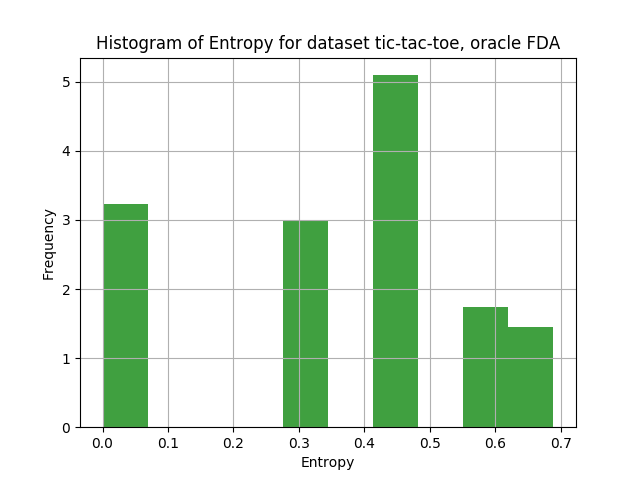 Histogram of Entropy for dataset tic-tac-toe, oracle FDA
5
4
3
2
1
0
Frequency
0.0 0.1 0.2 0.3 0.4 0.5 0.6 0.7
Entropy